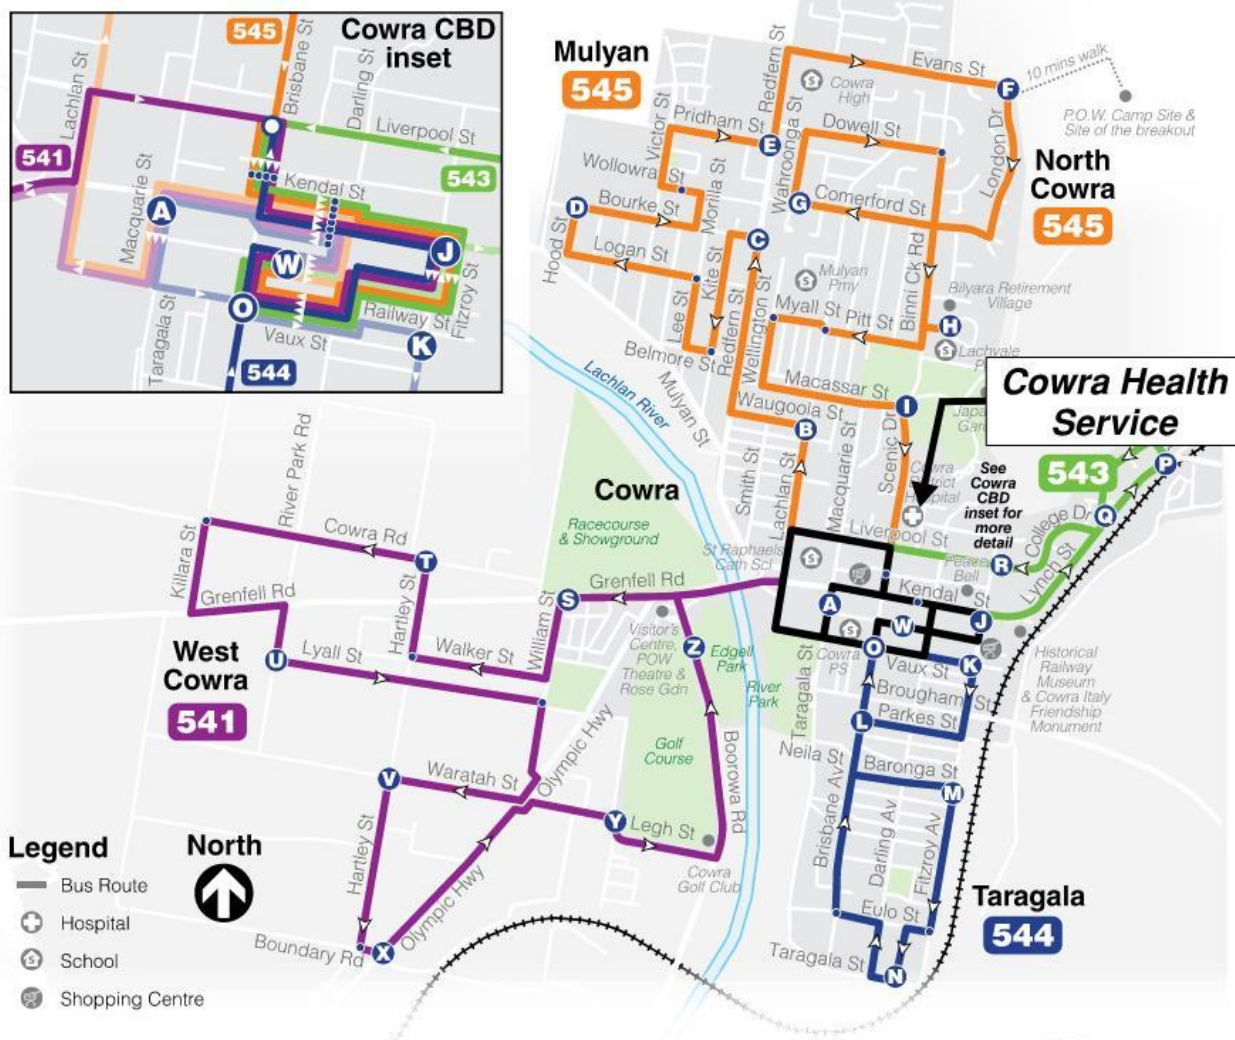 Cowra CBD
inset
545
Brisbane St
Darling St
Lachlan St
Liverpool St
541
543
Kendal St
Macquarie St
A
J
W
O
Fitzroy St
Railway St
Vaux St
K
Taragala St
544
Mulyan
545
Redfern St
Evans St
F
10 mins walk
Cowra
High
P.O.W. Camp Site &
Site of the breakout
Victor St
Pridham St
E
Wahroonga St
Dowell St
London Dr
North
Cowra
545
Wollowra St
Morilla St
D
Bourke St
G
Comerford St
C
Hood St
Logan St
Kite St
Redfern St
Wellington St
Mulyan
Prny
Binni Ck Rd
Bilyara Retirement
Village
Lee St
Myall St
Pitt St
H
Belmore St
Lachvale
Lachlan River
Mulyan St
Macassar St
Cowra Health
Service
Waugoola St
I
B
Scenic Dr
543
P
River Park Rd
Cowra
Smith St
Lachlan St
Macquarie St
Cowra
District
Hospital
See
Cowra
CBD
inset for
more
detail
College Dr
Q
Racecourse
& Showground
Killara St
Cowra Rd
T
St Raphaels
Cath Scl
Liverpool St
Peace
Bell
R
Lynch St
Grenfell Rd
Hartley St
William St
S
Grenfell Rd
Kendal St
A
W
J
Visitor's
Centre,
POW
Theatre &
Rose Gdn
Z
Edgell
Park
River
Park
Cowra
PS
O
Vaux St
K
Historical
Railway
Museum
& Cowra Italy
Friendship
Monument
West
Cowra
541
U
Lyall St
Walker St
Taragala St
Brougham St
L
Parkes St
Golf
Course
Boorowa Rd
Neila St
Baronga St
M
Olympic Hwy
V
Waratah St
Y
Legh St
Brisbane Av
Darling Av
Fitzroy Av
Cowra
Golf Club
Hartley St
Olympic Hwy
Boundary Rd
X
Eulo St
Taragala St
N
Taragala
544
Legend
North
Bus Route
Hospital
School
Shopping Centre